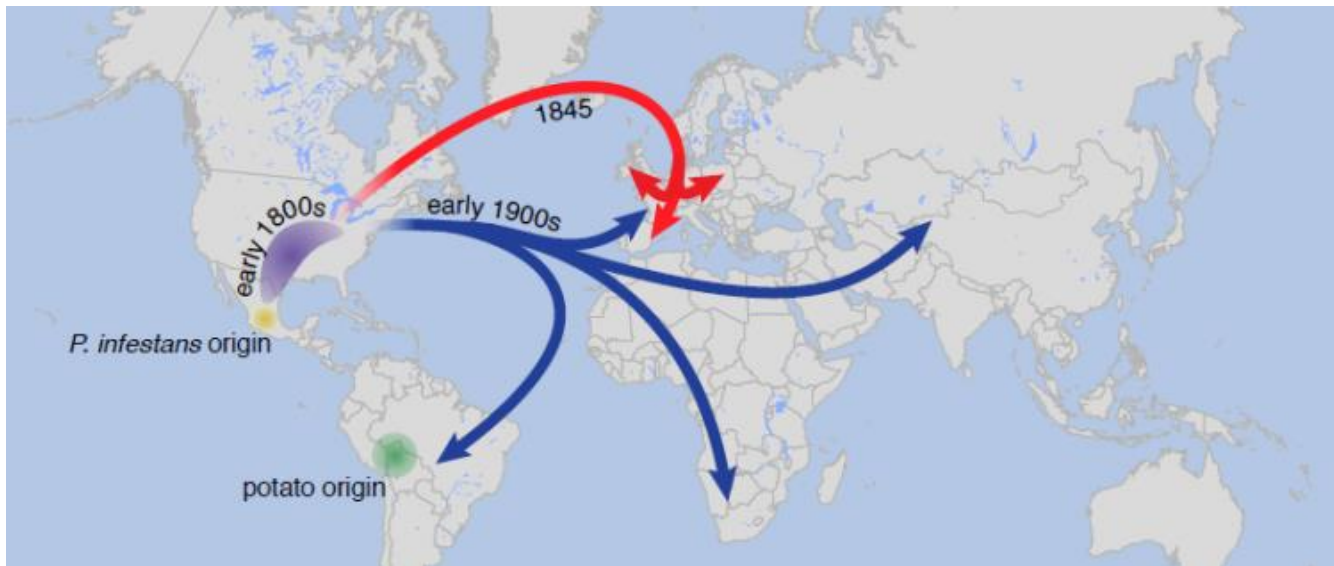 1845
early 1900s
early 1800s
P. infestans origin
potato origin